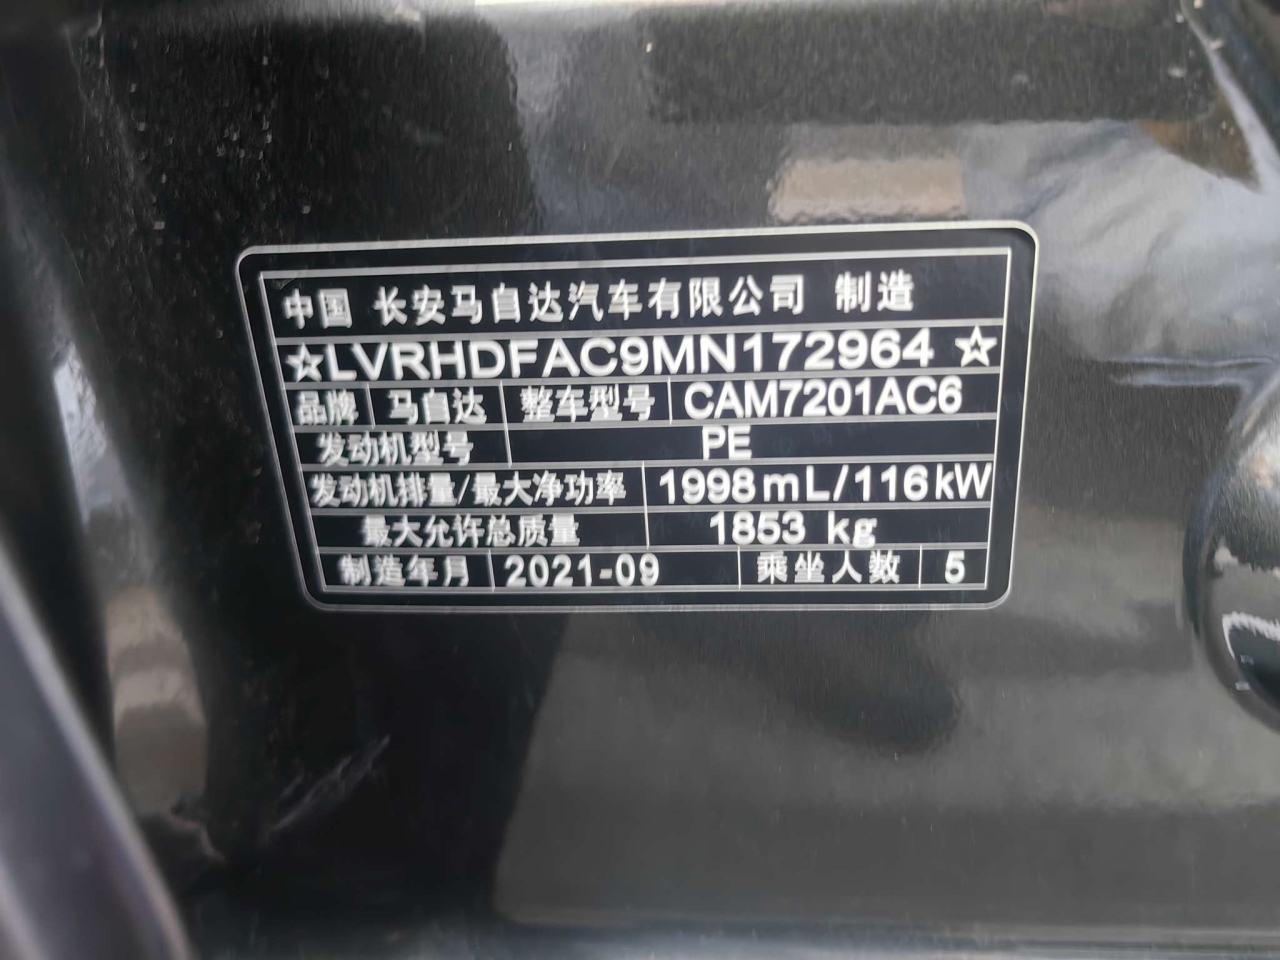 中国 长安马自达汽车有限公司 制造
☆LVRHDFAC9MN172964☆
品牌 马自达 整车型号 CAM7201AC6
发动机型号 PE
发动机排量/最大净功率 1998mL/116kW
最大允许总质量 1853 kg
制造年月 2021-09 乘坐人数 5